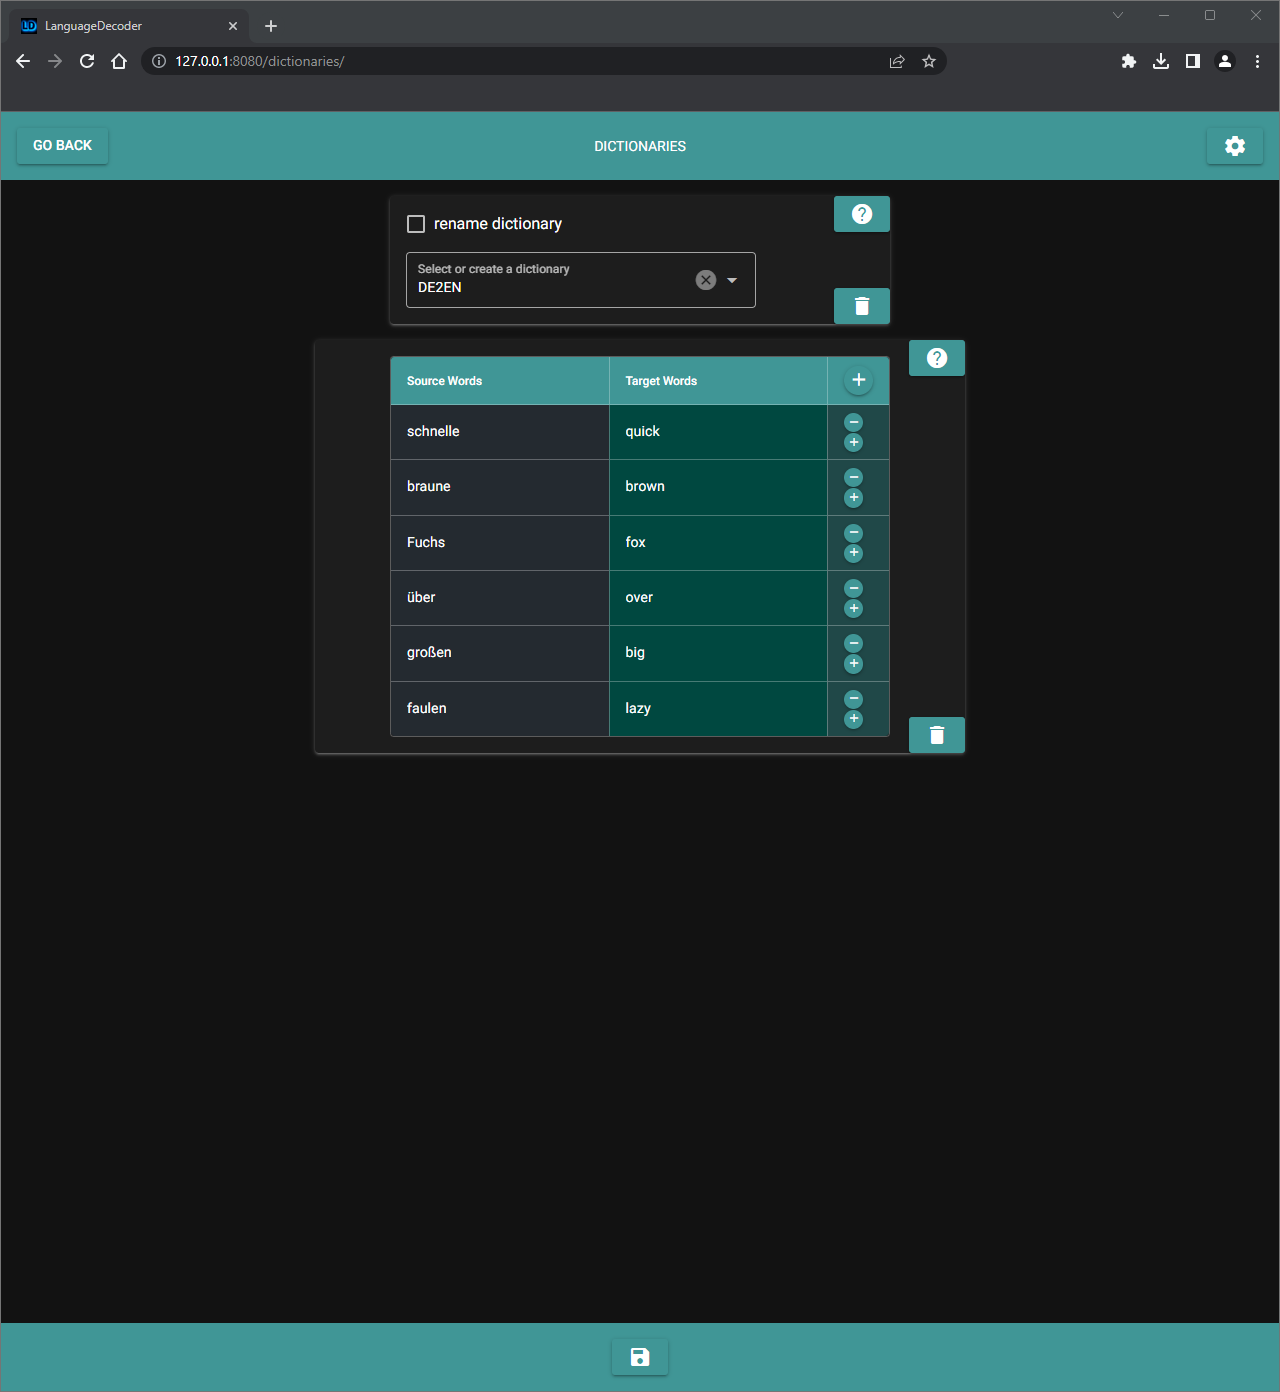 LanguageDecoder
127.0.0.1:8080/dictionaries/
GO BACK
DICTIONARIES
rename dictionary
Select or create a dictionary
DE2EN
Source Words Target Words
schnelle quick
braune brown
Fuchs fox
über over
großen big
faulen lazy